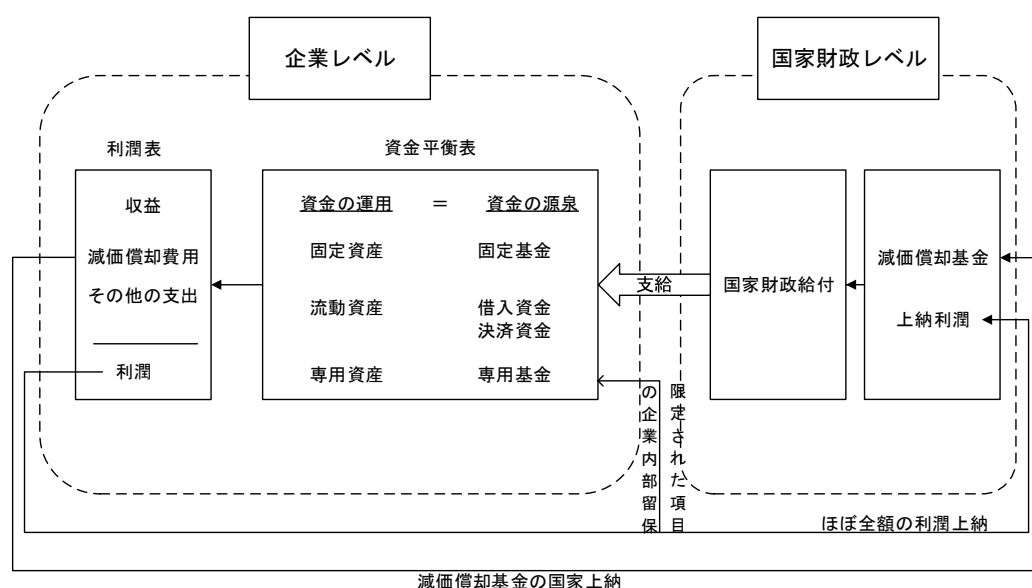 企業レベル
国家財政レベル
利潤表
資金平衡表
収益
減価償却費用
その他の支出
利潤
資金の運用 = 資金の源泉
固定資産 固定基金
流動資産 借入資金
決済資金
専用資産 専用基金
支給
国家財政給付
減価償却基金
上納利潤
限定された項目
の企業内部留保
ほぼ全額の利潤上納
減価償却基金の国家上納